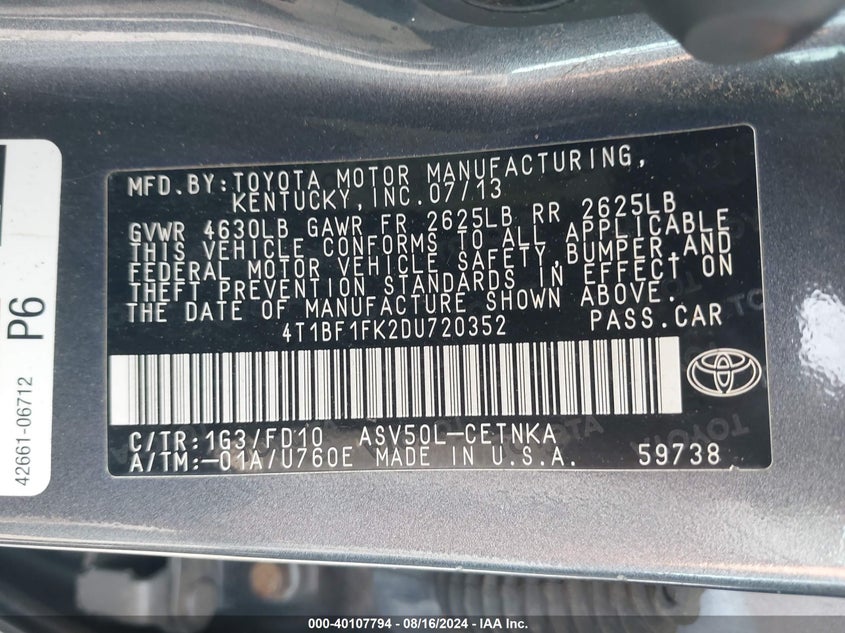 MFD.BY:TOYOTA MOTOR MANUFACTURING,
KENTUCKY, INC.07/13
GVWR 4630LB GAWR FR 2625LB RR 2625LB
THIS VEHICLE CONFORMS TO ALL APPLICABLE
FEDERAL MOTOR VEHICLE SAFETY,BUMPER,AND
THEFT PREVENTION STANDARDS IN EFFECT ON
THE DATE OF MANUFACTURE SHOWN ABOVE.
4T1BF1FK2DU720352 PASS.CAR
C/TR:1G3/FD10 ASV50L-CETNKA
A/TM:-01A/U760E MADE IN U.S.A. 59738
42661-06712
P6
000-40107794 - 08/16/2024 - Copyright IAA, Inc.